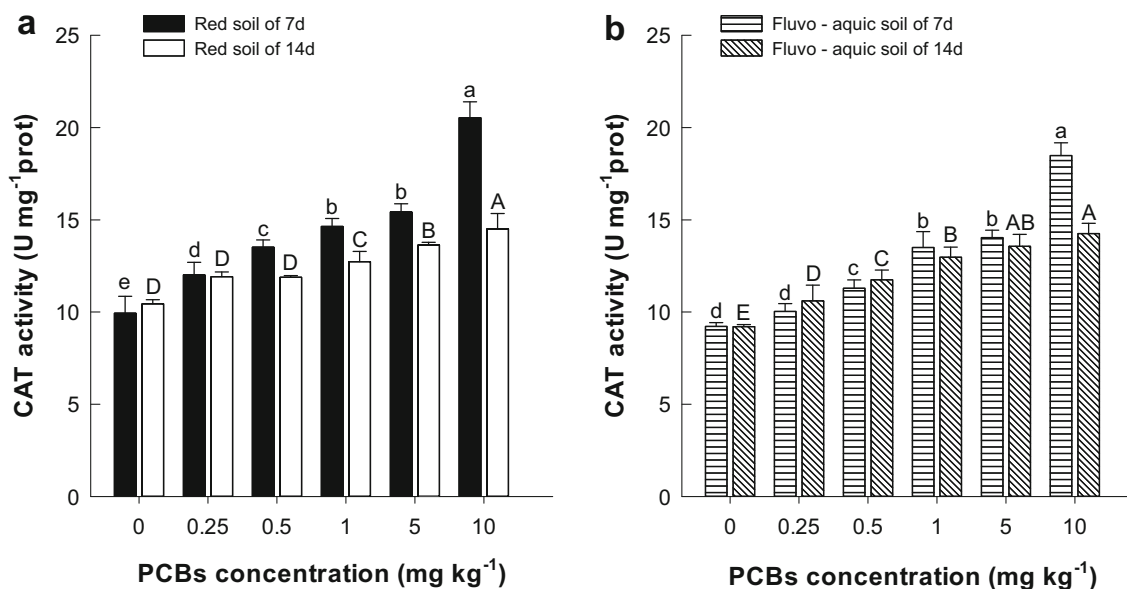 a
Red soil of 7d
Red soil of 14d
CAT activity (U mg⁻¹prot)
25
20
15
10
5
0
e
D
d
D
c
D
b
C
b
B
a
A
0 0.25 0.5 1 5 10
PCBs concentration (mg kg⁻¹)
b
Fluvo - aquic soil of 7d
Fluvo - aquic soil of 14d
CAT activity (U mg⁻¹prot)
25
20
15
10
5
0
d
E
d
D
c
C
b
B
b
AB
a
A
0 0.25 0.5 1 5 10
PCBs concentration (mg kg⁻¹)